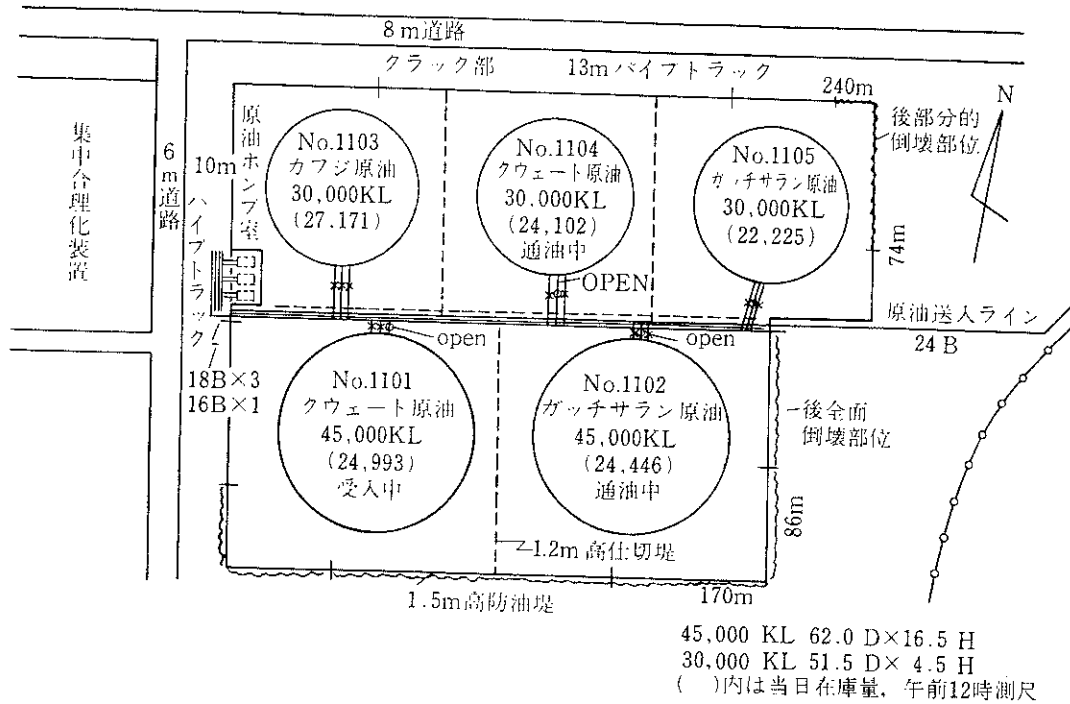 8m道路
クラック部
13mパイプトラック
240m
N
後部分的
倒壊部位
集中合理化装置
6m道路
10m
原油ポンプ室
パイプトラック
No.1103
カフジ原油
30,000KL
(27.171)
No.1104
クウェート原油
30,000KL
(24,102)
通油中
No.1105
ガッチサラン原油
30,000KL
(22,225)
74m
OPEN
原油送入ライン
24 B
open
open
18B×3
16B×1
No.1101
クウェート原油
45,000KL
(24,993)
受入中
No.1102
ガッチサラン原油
45,000KL
(24,446)
通油中
後全面
倒壊部位
86m
1.2m高仕切堤
1.5m高防油堤
170m
45,000 KL 62.0 D×16.5 H
30,000 KL 51.5 D× 4.5 H
( )内は当日在庫量，午前12時測尺